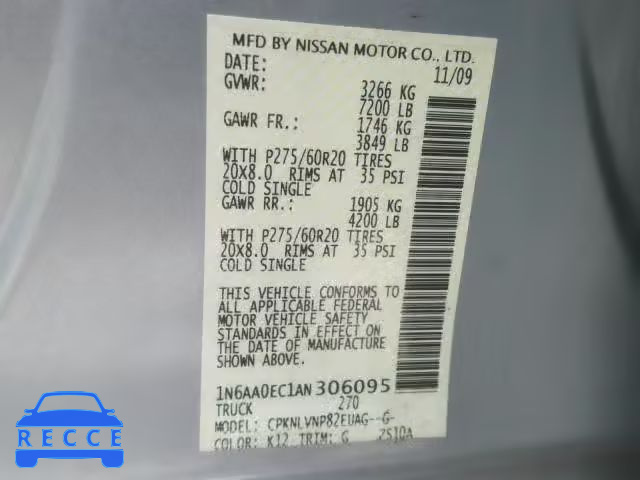 MFD BY NISSAN MOTOR CO., LTD.
DATE: 11/09
GVWR: 3266 KG
7200 LB
GAWR FR.: 1746 KG
3849 LB
WITH P275/60R20 TIRES
20X8.0 RIMS AT 35 PSI
COLD SINGLE
GAWR RR.: 1905 KG
4200 LB
WITH P275/60R20 TIRES
20X8.0 RIMS AT 35 PSI
COLD SINGLE
THIS VEHICLE CONFORMS TO
ALL APPLICABLE FEDERAL
MOTOR VEHICLE SAFETY
STANDARDS IN EFFECT ON
THE DATE OF MANUFACTURE
SHOWN ABOVE.
1N6AA0EC1AN306095
TRUCK 270
MODEL: CPKNLVNP82EUAG--G-
COLOR: K12 TRIM: G
BIDFAX